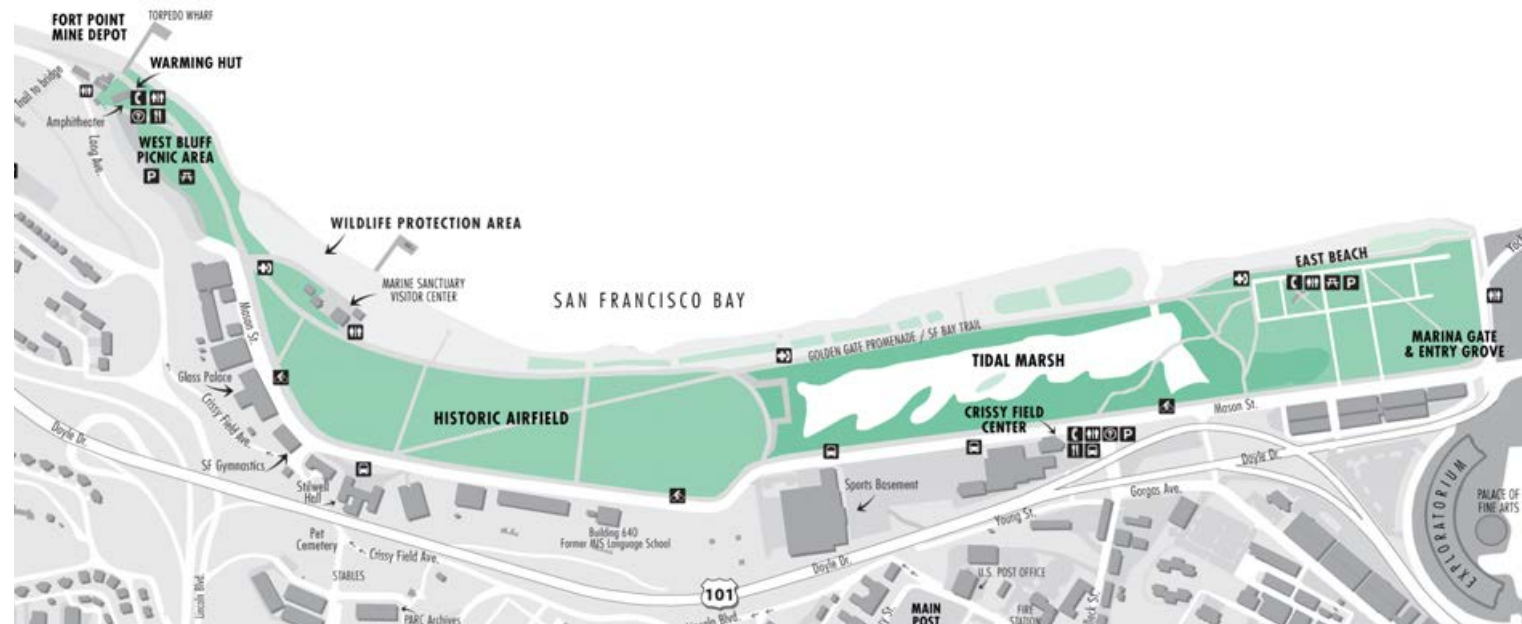 FORT POINT
MINE DEPOT
TORPEDO WHARF
WARMING HUT
Trail to bridge
Amphitheater
Long Ave.
WEST BLUFF
PICNIC AREA
P
WILDLIFE PROTECTION AREA
MARINE SANCTUARY
VISITOR CENTER
SAN FRANCISCO BAY
GOLDEN GATE PROMENADE / SF BAY TRAIL
EAST BEACH
P
MARINA GATE
& ENTRY GROVE
TIDAL MARSH
HISTORIC AIRFIELD
CRISSY FIELD
CENTER
P
Mason St.
Mason St.
Glass Palace
Crissy Field Ave.
SF Gymnastics
Doyle Dr.
Stilwell
Hall
Pet
Cemetery
Crissy Field Ave.
STABLES
PARC Archives
Lincoln Blvd.
Building 640
Former MIS Language School
Sports Basement
101
Doyle Dr.
Young St.
Gorgas Ave.
Doyle Dr.
U.S. POST OFFICE
MAIN
POST
FIRE
STATION
EXPLORATORIUM
PALACE OF
FINE ARTS